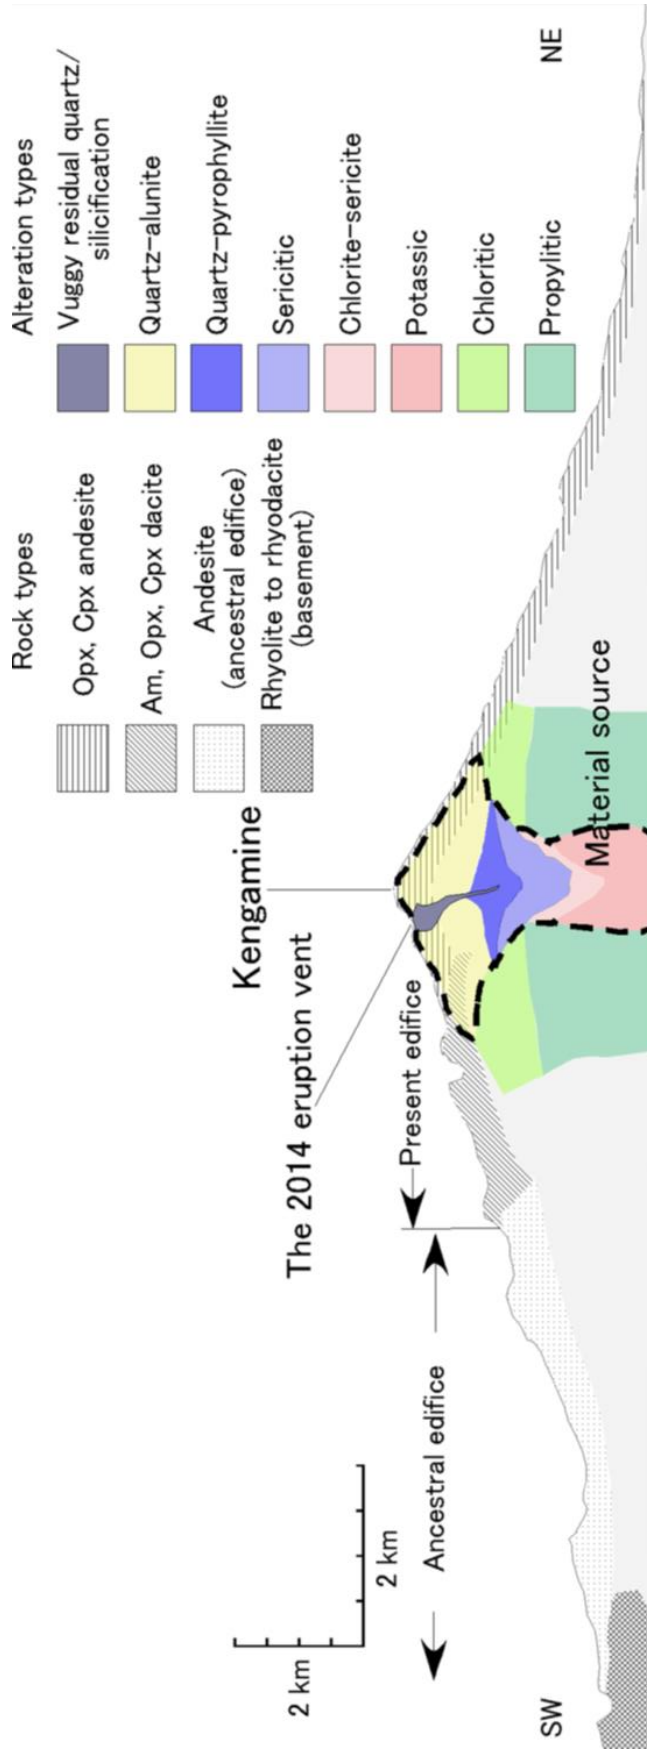 Rock types
Opx, Cpx andesite
Am, Opx, Cpx dacite
Andesite
(ancestral edifice)
Rhyolite to rhyodacite
(basement)
Alteration types
Vuggy residual quartz/
silicification
Quartz-alunite
Quartz-pyrophyllite
Sericitic
Chlorite-sericite
Potassic
Chloritic
Propylitic
Kengamine
The 2014 eruption vent
Present edifice
Ancestral edifice
2 km
2 km
Material source
SW
NE